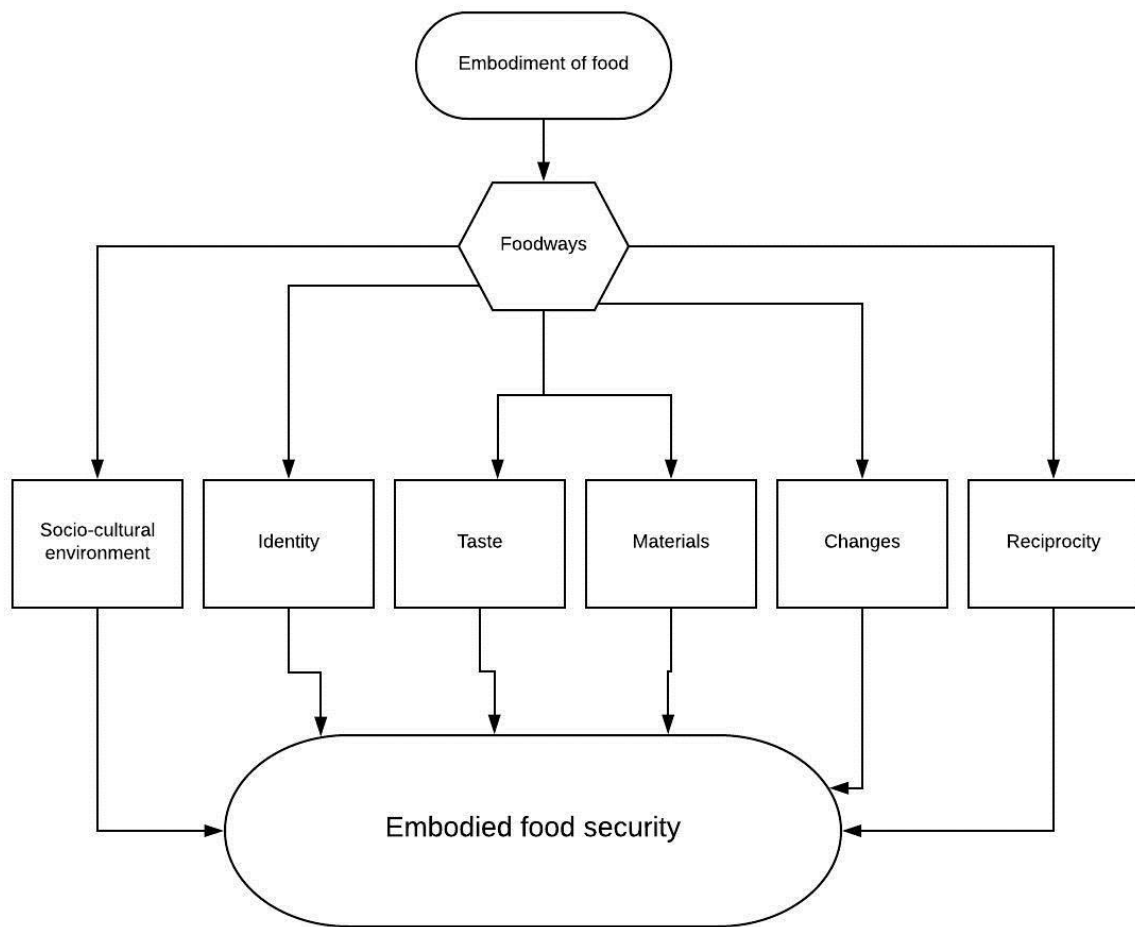 Embodiment of food
Foodways
Socio-cultural
environment
Identity
Taste
Materials
Changes
Reciprocity
Embodied food security